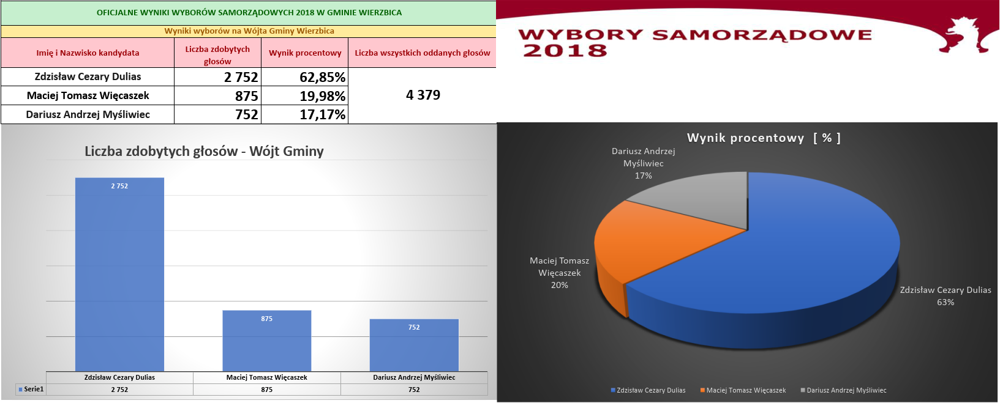 OFICJALNE WYNIKI WYBORÓW SAMORZĄDOWYCH 2018 W GMINIE WIERZBICA
Wyniki wyborów na Wójta Gminy Wierzbica
Imię i Nazwisko kandydata
Liczba zdobytych
głosów
Wynik procentowy
Liczba wszystkich oddanych głosów
Zdzisław Cezary Dulias
2 752
62,85%
Maciej Tomasz Więcaszek
875
19,98%
Dariusz Andrzej Myśliwiec
752
17,17%
4 379
WYBORY SAMORZĄDOWE
2018
Liczba zdobytych głosów - Wójt Gminy
2 752
875
752
Zdzisław Cezary Dulias
Maciej Tomasz Więcaszek
Dariusz Andrzej Myśliwiec
Serie1
2 752
875
752
Wynik procentowy [ % ]
Dariusz Andrzej
Myśliwiec
17%
Maciej Tomasz
Więcaszek
20%
Zdzisław Cezary Dulias
63%
Zdzisław Cezary Dulias
Maciej Tomasz Więcaszek
Dariusz Andrzej Myśliwiec